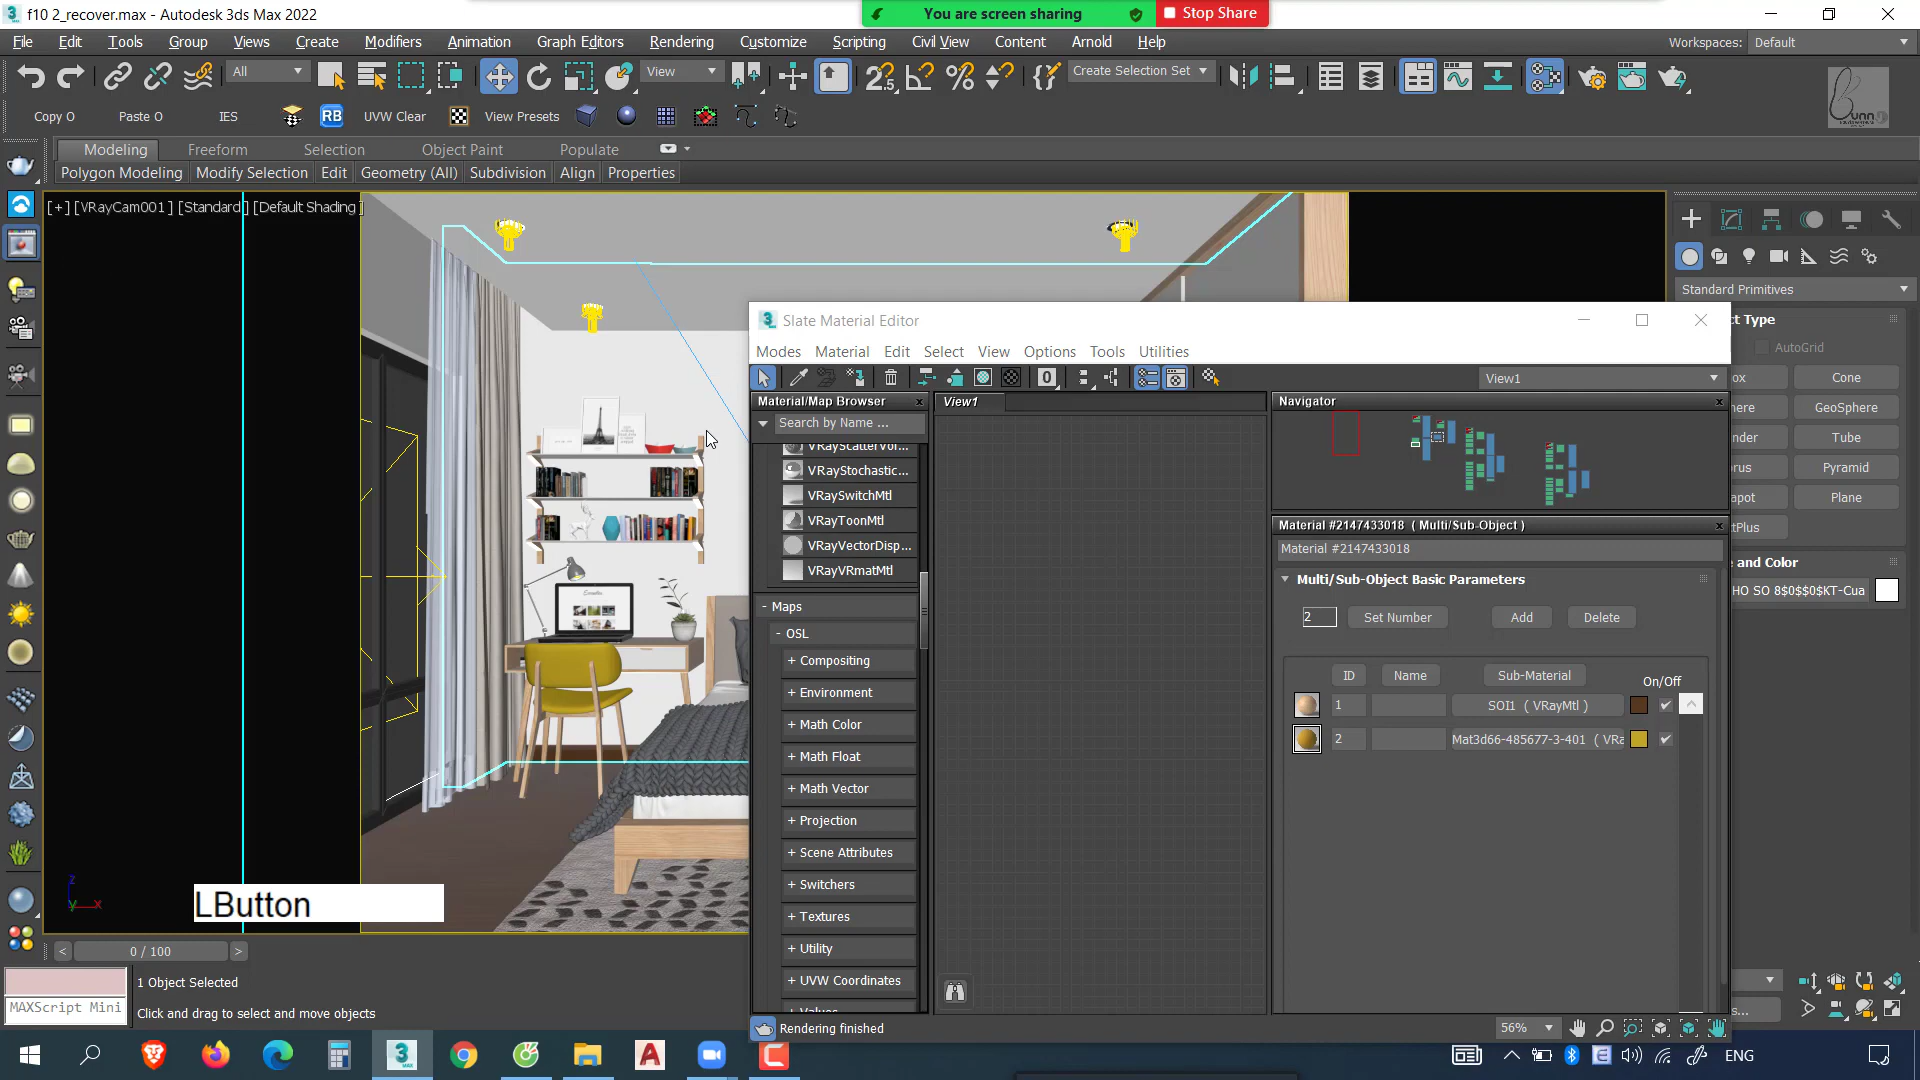 f10 2_recover.max - Autodesk 3ds Max 2022
You are screen sharing
Stop Share
File Edit Tools Group Views Create Modifiers Animation Graph Editors Rendering Customize Scripting Civil View Content Arnold Help
Workspaces: Default
All
View
Create Selection Set
Copy O Paste O IES RB UVW Clear View Presets
Modeling Freeform Selection Object Paint Populate
Polygon Modeling Modify Selection Edit Geometry (All) Subdivision Align Properties
[+] [VRayCam001] [Standard] [Default Shading]
Standard Primitives
ct Type
AutoGrid
ox Cone
here GeoSphere
nder Tube
orus Pyramid
apot Plane
tPlus
e and Color
HO SO 8$0$$0$KT-Cua
Slate Material Editor
Modes Material Edit Select View Options Tools Utilities
View1
Material/Map Browser
Search by Name ...
VRayScatterVol...
VRayStochastic...
VRaySwitchMtl
VRayToonMtl
VRayVectorDisp...
VRayVRmatMtl
- Maps
- OSL
+ Compositing
+ Environment
+ Math Color
+ Math Float
+ Math Vector
+ Projection
+ Scene Attributes
+ Switchers
+ Textures
+ Utility
+ UVW Coordinates
+ Values
View1
Navigator
Material #2147433018 ( Multi/Sub-Object )
Material #2147433018
Multi/Sub-Object Basic Parameters
2 Set Number Add Delete
ID Name Sub-Material On/Off
1 SOI1 ( VRayMtl )
2 Mat3d66-485677-3-401 ( VRa
Rendering finished
56%
LButton
0 / 100
1 Object Selected
MAXScript Mini
Click and drag to select and move objects
ENG